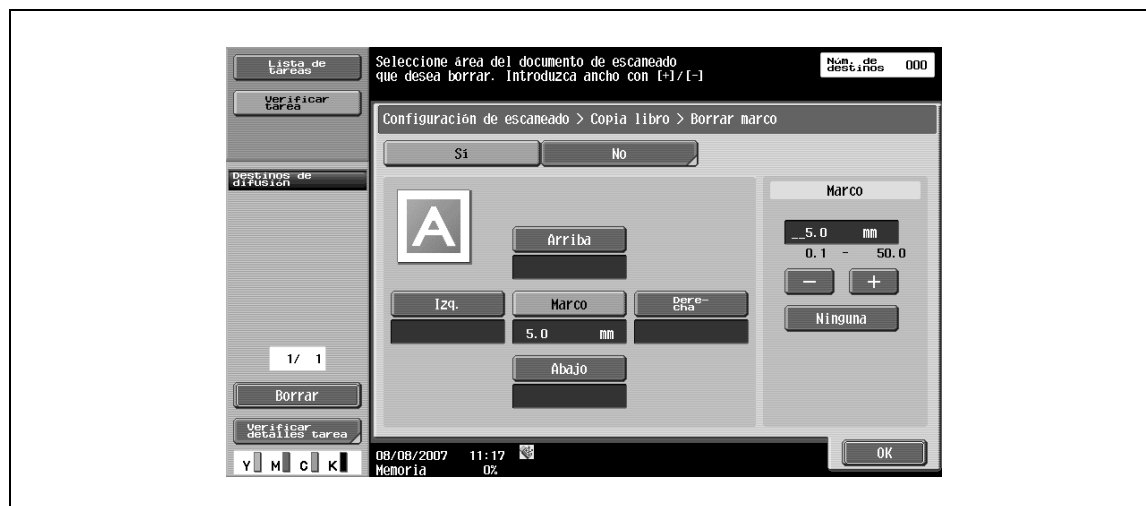 Lista de
tareas
Verificar
tarea
Destinos de
difusión
1/ 1
Borrar
Verificar
detalles tarea
Y M C K
Seleccione área del documento de escaneado
que desea borrar. Introduzca ancho con [+]/[-]
Núm. de
destinos 000
Configuración de escaneado > Copia libro > Borrar marco
Sí No
A
Arriba
Izq. Marco Dere-
cha
5.0 mm
Abajo
Marco
__5.0 mm
0.1 - 50.0
- +
Ninguna
08/08/2007 11:17
Memoria 0%
OK